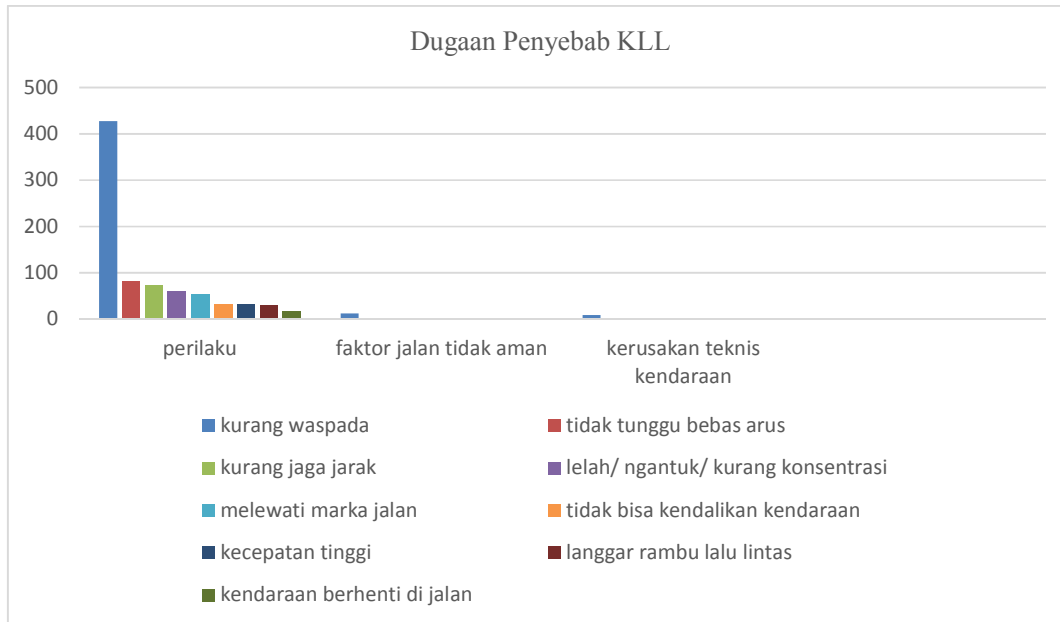 Dugaan Penyebab KLL
500
400
300
200
100
0
perilaku
faktor jalan tidak aman
kerusakan teknis
kendaraan
kurang waspada
tidak tunggu bebas arus
kurang jaga jarak
lelah/ ngantuk/ kurang konsentrasi
melewati marka jalan
tidak bisa kendalikan kendaraan
kecepatan tinggi
langgar rambu lalu lintas
kendaraan berhenti di jalan